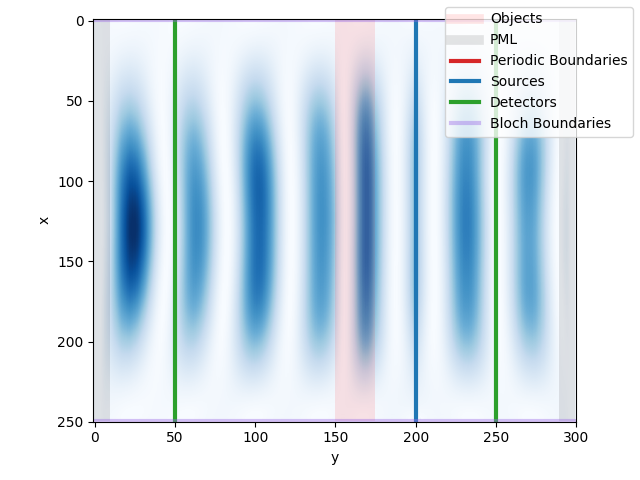 Objects
PML
Periodic Boundaries
Sources
Detectors
Bloch Boundaries
0
50
100
150
200
250
x
0 50 100 150 200 250 300
y